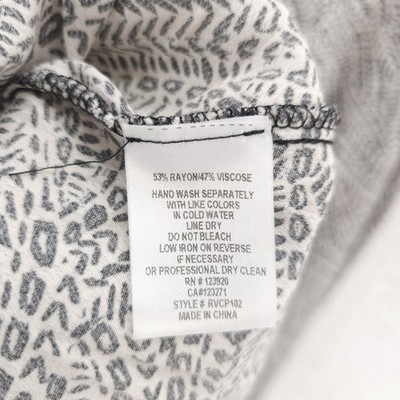 53% RAYON/47% VISCOSE
HAND WASH SEPARATELY
WITH LIKE COLORS
IN COLD WATER
LINE DRY
DO NOT BLEACH
LOW IRON ON REVERSE
IF NECESSARY
OR PROFESSIONAL DRY CLEAN
RN # 123920
CA#123271
STYLE # RVCP102
MADE IN CHINA